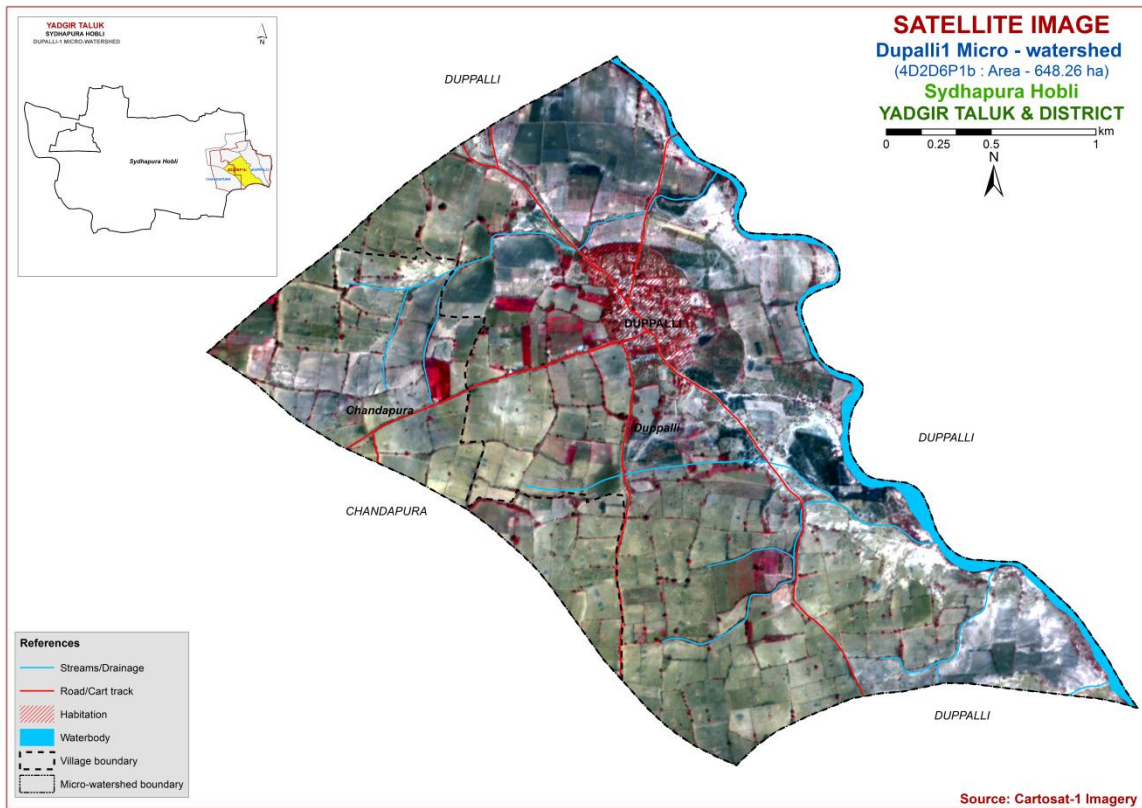 YADGIR TALUK
SYDHAPURA HOBLI
DUPALLI-1 MICRO-WATERSHED
N
Sydhapura Hobli
DUPPALLI
CHANDAPURA
SATELLITE IMAGE
Dupalli1 Micro - watershed
(4D2D6P1b : Area - 648.26 ha)
Sydhapura Hobli
YADGIR TALUK & DISTRICT
km
0 0.25 0.5 1
N
DUPPALLI
DUPPALLI
Chandapura
Duppalli
DUPPALLI
CHANDAPURA
DUPPALLI
References
Streams/Drainage
Road/Cart track
Habitation
Waterbody
Village boundary
Micro-watershed boundary
Source: Cartosat-1 Imagery